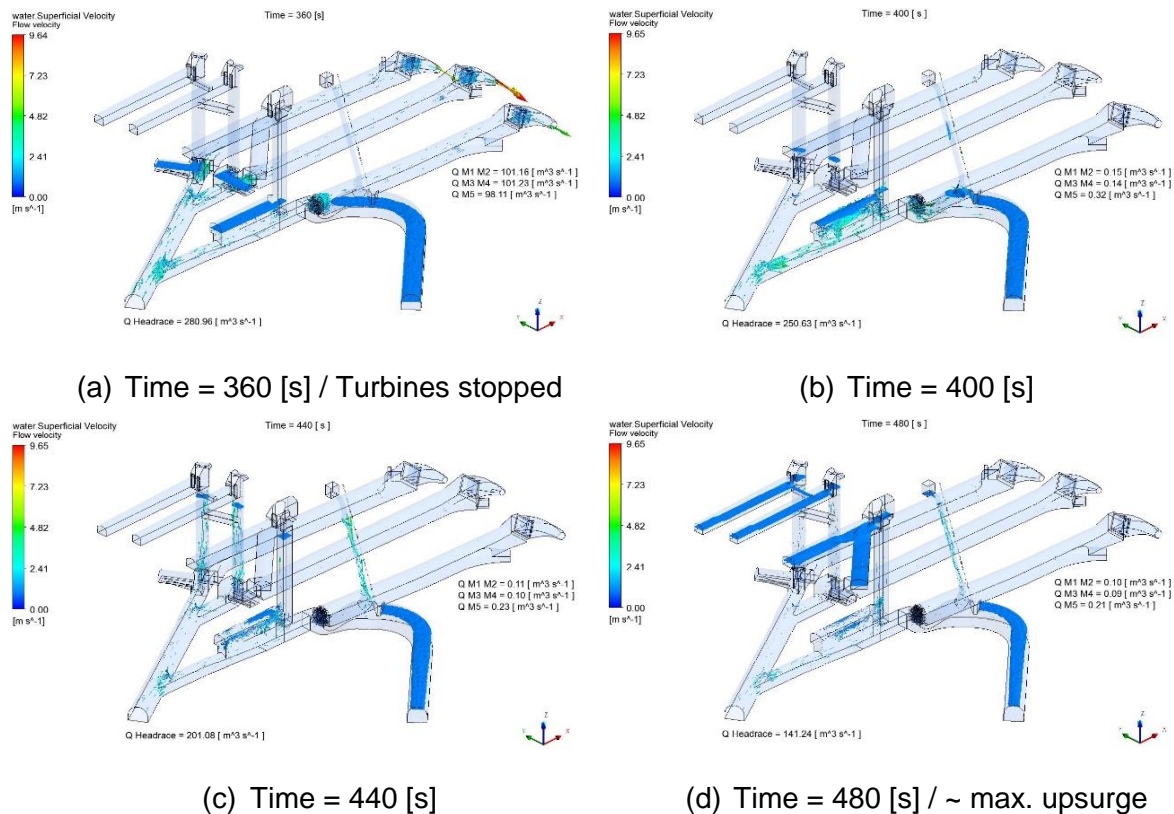 water.Superficial Velocity
Flow velocity
Time = 360 [s]
9.64
7.23
4.82
2.41
0.00
[m s^-1]
Q M1 M2 = 101.16 [ m^3 s^-1 ]
Q M3 M4 = 101.23 [ m^3 s^-1 ]
Q M5 = 98.11 [ m^3 s^-1 ]
Q Headrace = 280.96 [ m^3 s^-1 ]
Z
Y
X
(a) Time = 360 [s] / Turbines stopped
water.Superficial Velocity
Flow velocity
Time = 400 [ s ]
9.65
7.23
4.82
2.41
0.00
[m s^-1]
Q M1 M2 = 0.15 [ m^3 s^-1 ]
Q M3 M4 = 0.14 [ m^3 s^-1 ]
Q M5 = 0.32 [ m^3 s^-1 ]
Q Headrace = 250.63 [ m^3 s^-1 ]
Z
Y
X
(b) Time = 400 [s]
water.Superficial Velocity
Flow velocity
Time = 440 [ s ]
9.65
7.23
4.82
2.41
0.00
[m s^-1]
Q M1 M2 = 0.11 [ m^3 s^-1 ]
Q M3 M4 = 0.10 [ m^3 s^-1 ]
Q M5 = 0.23 [ m^3 s^-1 ]
Q Headrace = 201.08 [ m^3 s^-1 ]
Z
Y
X
(c) Time = 440 [s]
water.Superficial Velocity
Flow velocity
Time = 480 [ s ]
9.65
7.23
4.82
2.41
0.00
[m s^-1]
Q M1 M2 = 0.10 [ m^3 s^-1 ]
Q M3 M4 = 0.09 [ m^3 s^-1 ]
Q M5 = 0.21 [ m^3 s^-1 ]
Q Headrace = 141.24 [ m^3 s^-1 ]
Z
Y
X
(d) Time = 480 [s] / ~ max. upsurge